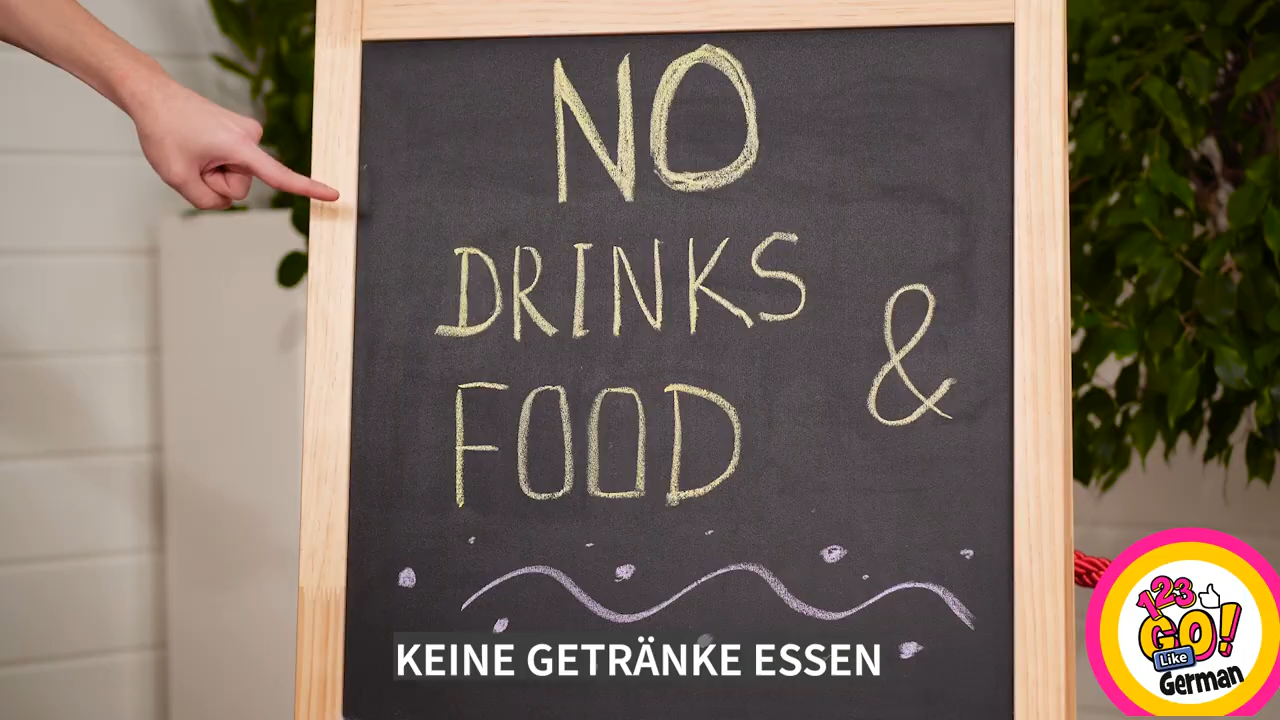 NO
DRINKS
&
FOOD
KEINE GETRÄNKE ESSEN
123
GO!
Like
German